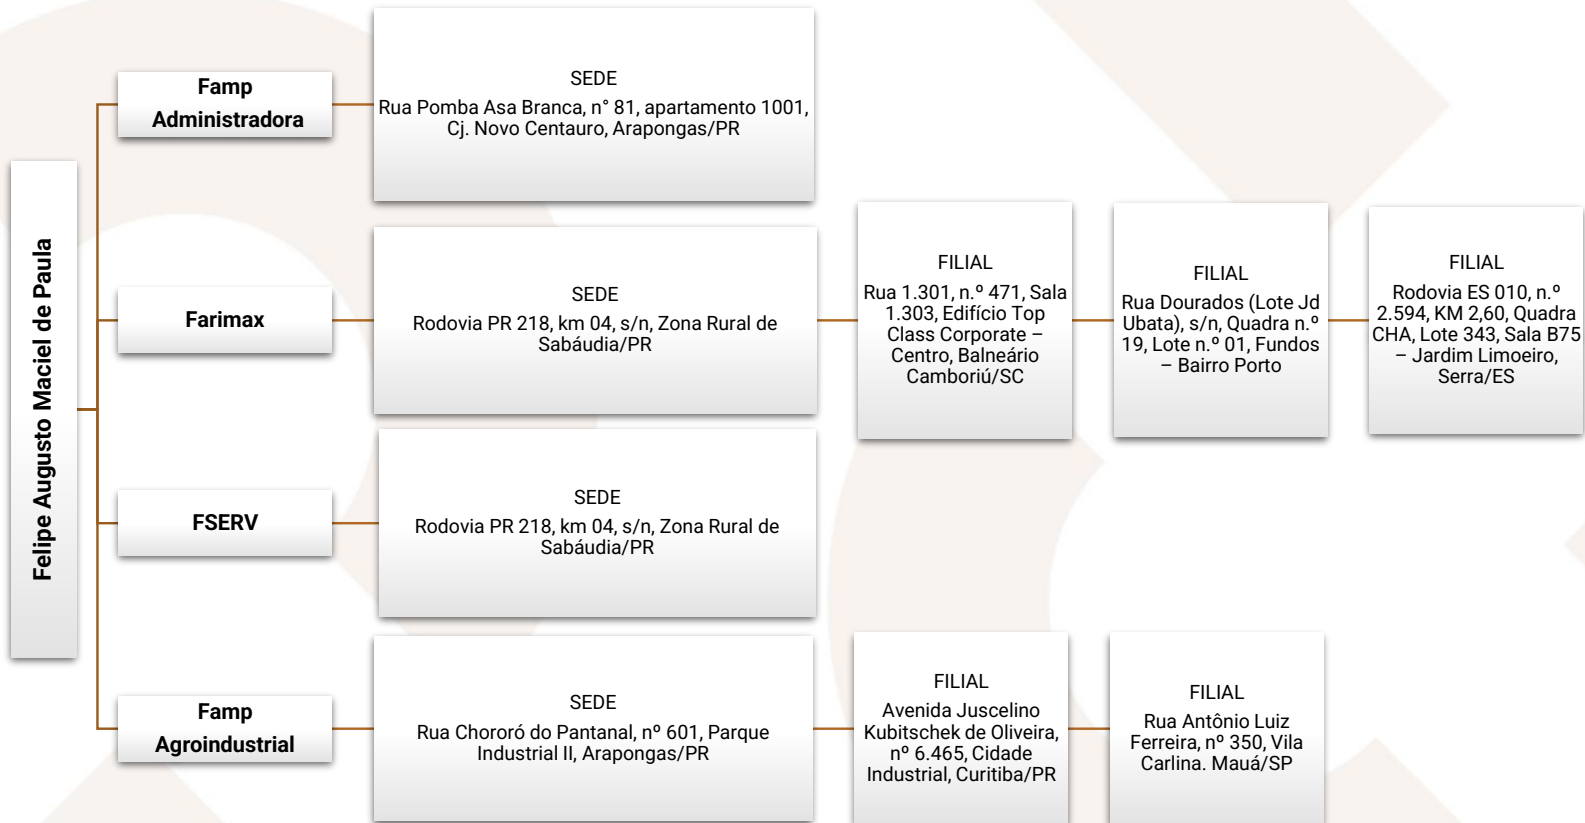 Felipe Augusto Maciel de Paula
Famp
Administradora
SEDE
Rua Pomba Asa Branca, n° 81, apartamento 1001,
Cj. Novo Centauro, Arapongas/PR
Farimax
SEDE
Rodovia PR 218, km 04, s/n, Zona Rural de
Sabáudia/PR
FILIAL
Rua 1.301, n.º 471, Sala
1.303, Edifício Top
Class Corporate –
Centro, Balneário
Camboriú/SC
FILIAL
Rua Dourados (Lote Jd
Ubata), s/n, Quadra n.º
19, Lote n.º 01, Fundos
– Bairro Porto
FILIAL
Rodovia ES 010, n.º
2.594, KM 2,60, Quadra
CHA, Lote 343, Sala B75
– Jardim Limoeiro,
Serra/ES
FSERV
SEDE
Rodovia PR 218, km 04, s/n, Zona Rural de
Sabáudia/PR
Famp
Agroindustrial
SEDE
Rua Chororó do Pantanal, nº 601, Parque
Industrial II, Arapongas/PR
FILIAL
Avenida Juscelino
Kubitschek de Oliveira,
nº 6.465, Cidade
Industrial, Curitiba/PR
FILIAL
Rua Antônio Luiz
Ferreira, nº 350, Vila
Carlina. Mauá/SP